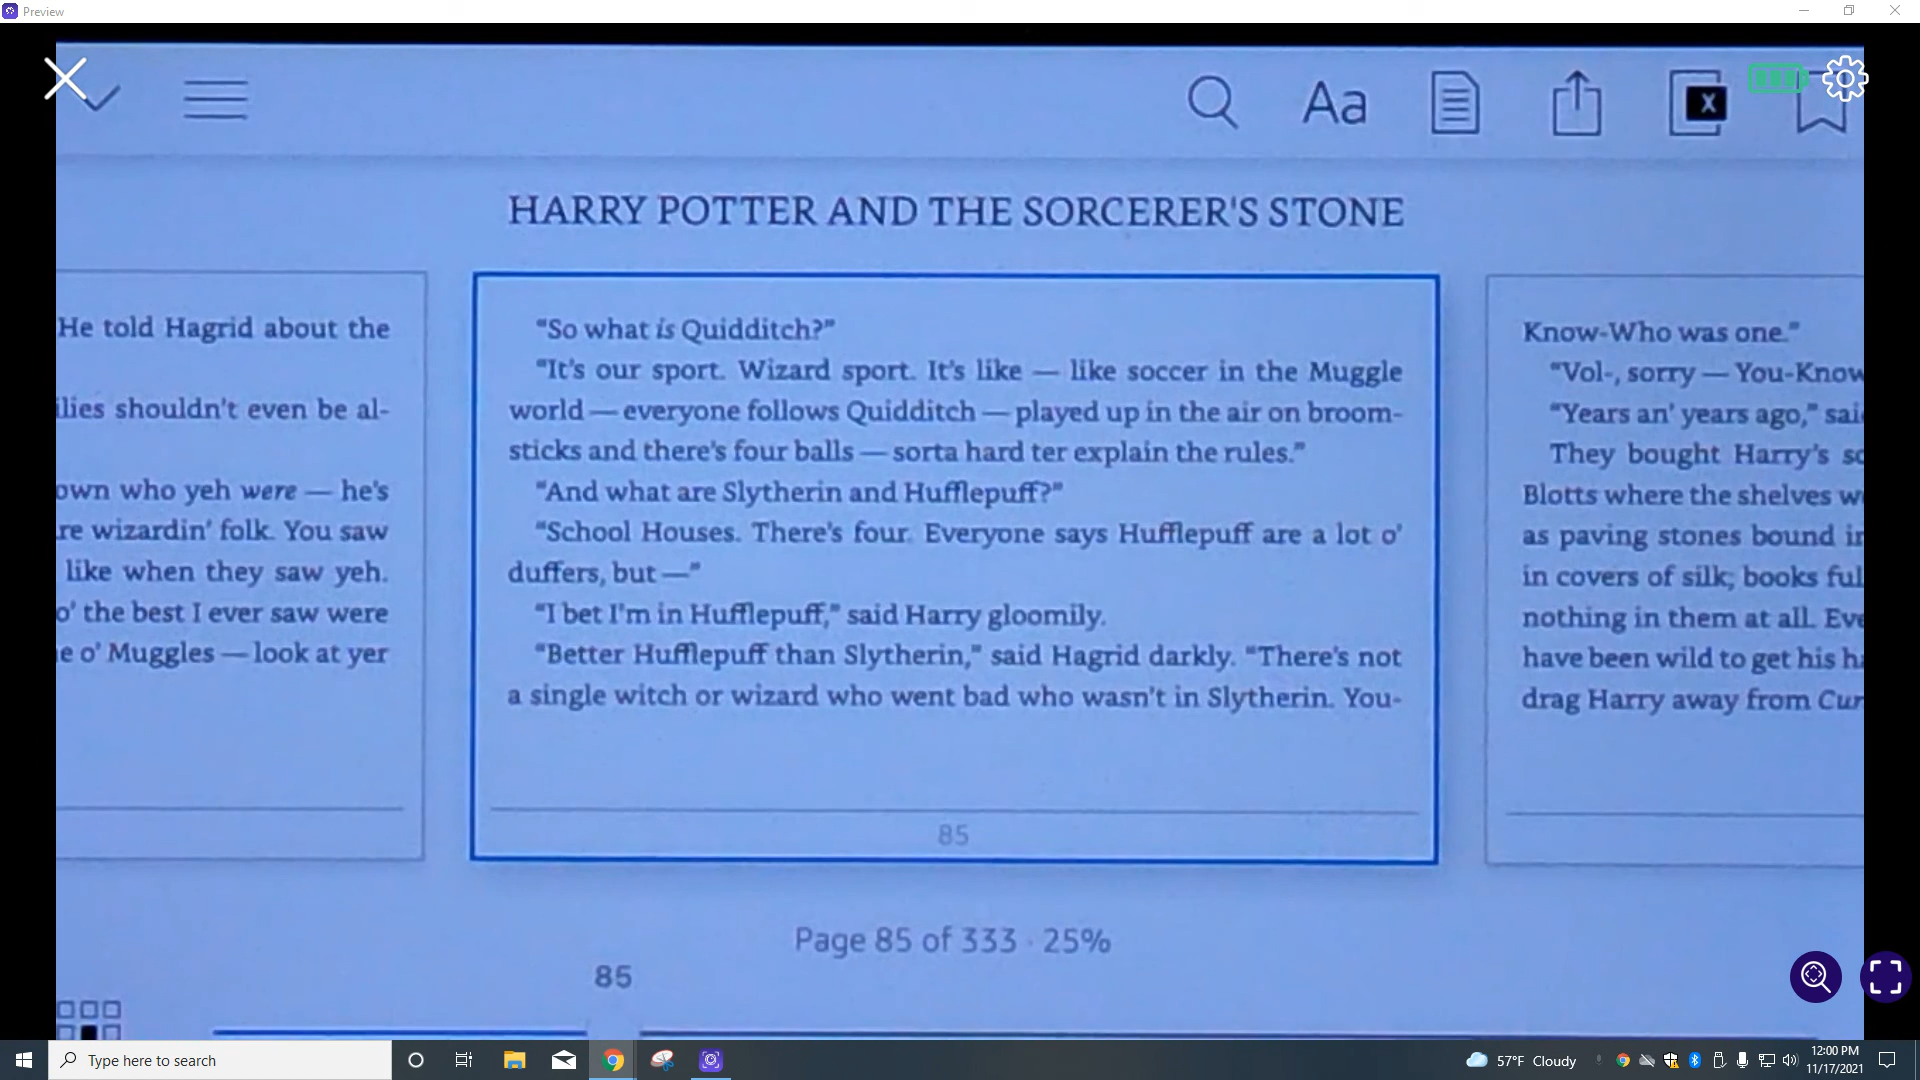 Preview
Aa
X
HARRY POTTER AND THE SORCERER'S STONE
He told Hagrid about the
ilies shouldn't even be al-
own who yeh were — he's
re wizardin' folk. You saw
like when they saw yeh.
o' the best I ever saw were
e o' Muggles — look at yer
"So what is Quidditch?"
"It's our sport. Wizard sport. It's like — like soccer in the Muggle
world — everyone follows Quidditch — played up in the air on broom-
sticks and there's four balls — sorta hard ter explain the rules."
"And what are Slytherin and Hufflepuff?"
"School Houses. There's four. Everyone says Hufflepuff are a lot o'
duffers, but —"
"I bet I'm in Hufflepuff," said Harry gloomily.
"Better Hufflepuff than Slytherin," said Hagrid darkly. "There's not
a single witch or wizard who went bad who wasn't in Slytherin. You-
85
Know-Who was one."
"Vol-, sorry — You-Know
"Years an' years ago," sai
They bought Harry's sc
Blotts where the shelves w
as paving stones bound in
in covers of silk; books ful
nothing in them at all. Eve
have been wild to get his ha
drag Harry away from Cur
Page 85 of 333 · 25%
85
Type here to search
57°F Cloudy
12:00 PM
11/17/2021